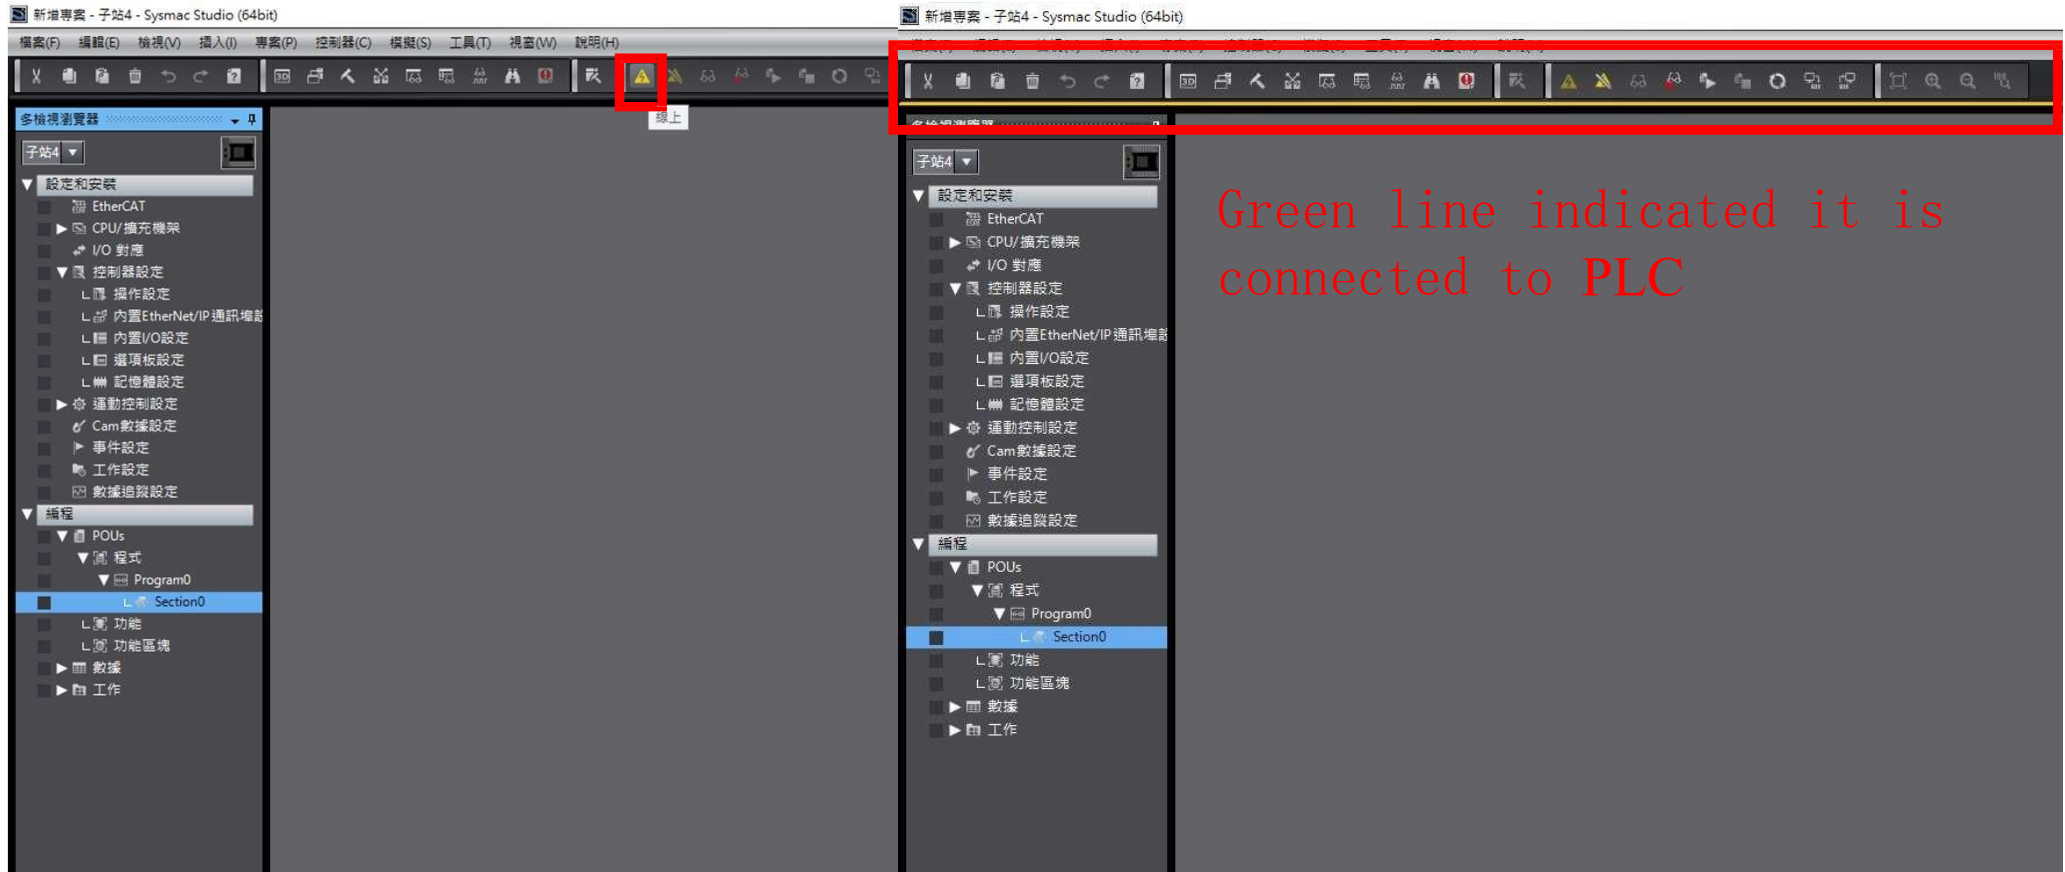 新增專案 - 子站4 - Sysmac Studio (64bit)
檔案(F) 編輯(E) 檢視(V) 插入(I) 專案(P) 控制器(C) 模擬(S) 工具(T) 視窗(W) 說明(H)
線上
多檢視瀏覽器
子站4
設定和安裝
EtherCAT
CPU/擴充機架
I/O 對應
控制器設定
操作設定
內置EtherNet/IP通訊埠設
內置I/O設定
選項板設定
記憶體設定
運動控制設定
Cam數據設定
事件設定
工作設定
數據追蹤設定
編程
POUs
程式
Program0
Section0
功能
功能區塊
數據
工作
新增專案 - 子站4 - Sysmac Studio (64bit)
多檢視瀏覽器
子站4
設定和安裝
EtherCAT
CPU/擴充機架
I/O 對應
控制器設定
操作設定
內置EtherNet/IP通訊埠設
內置I/O設定
選項板設定
記憶體設定
運動控制設定
Cam數據設定
事件設定
工作設定
數據追蹤設定
編程
POUs
程式
Program0
Section0
功能
功能區塊
數據
工作
Green line indicated it is
connected to PLC